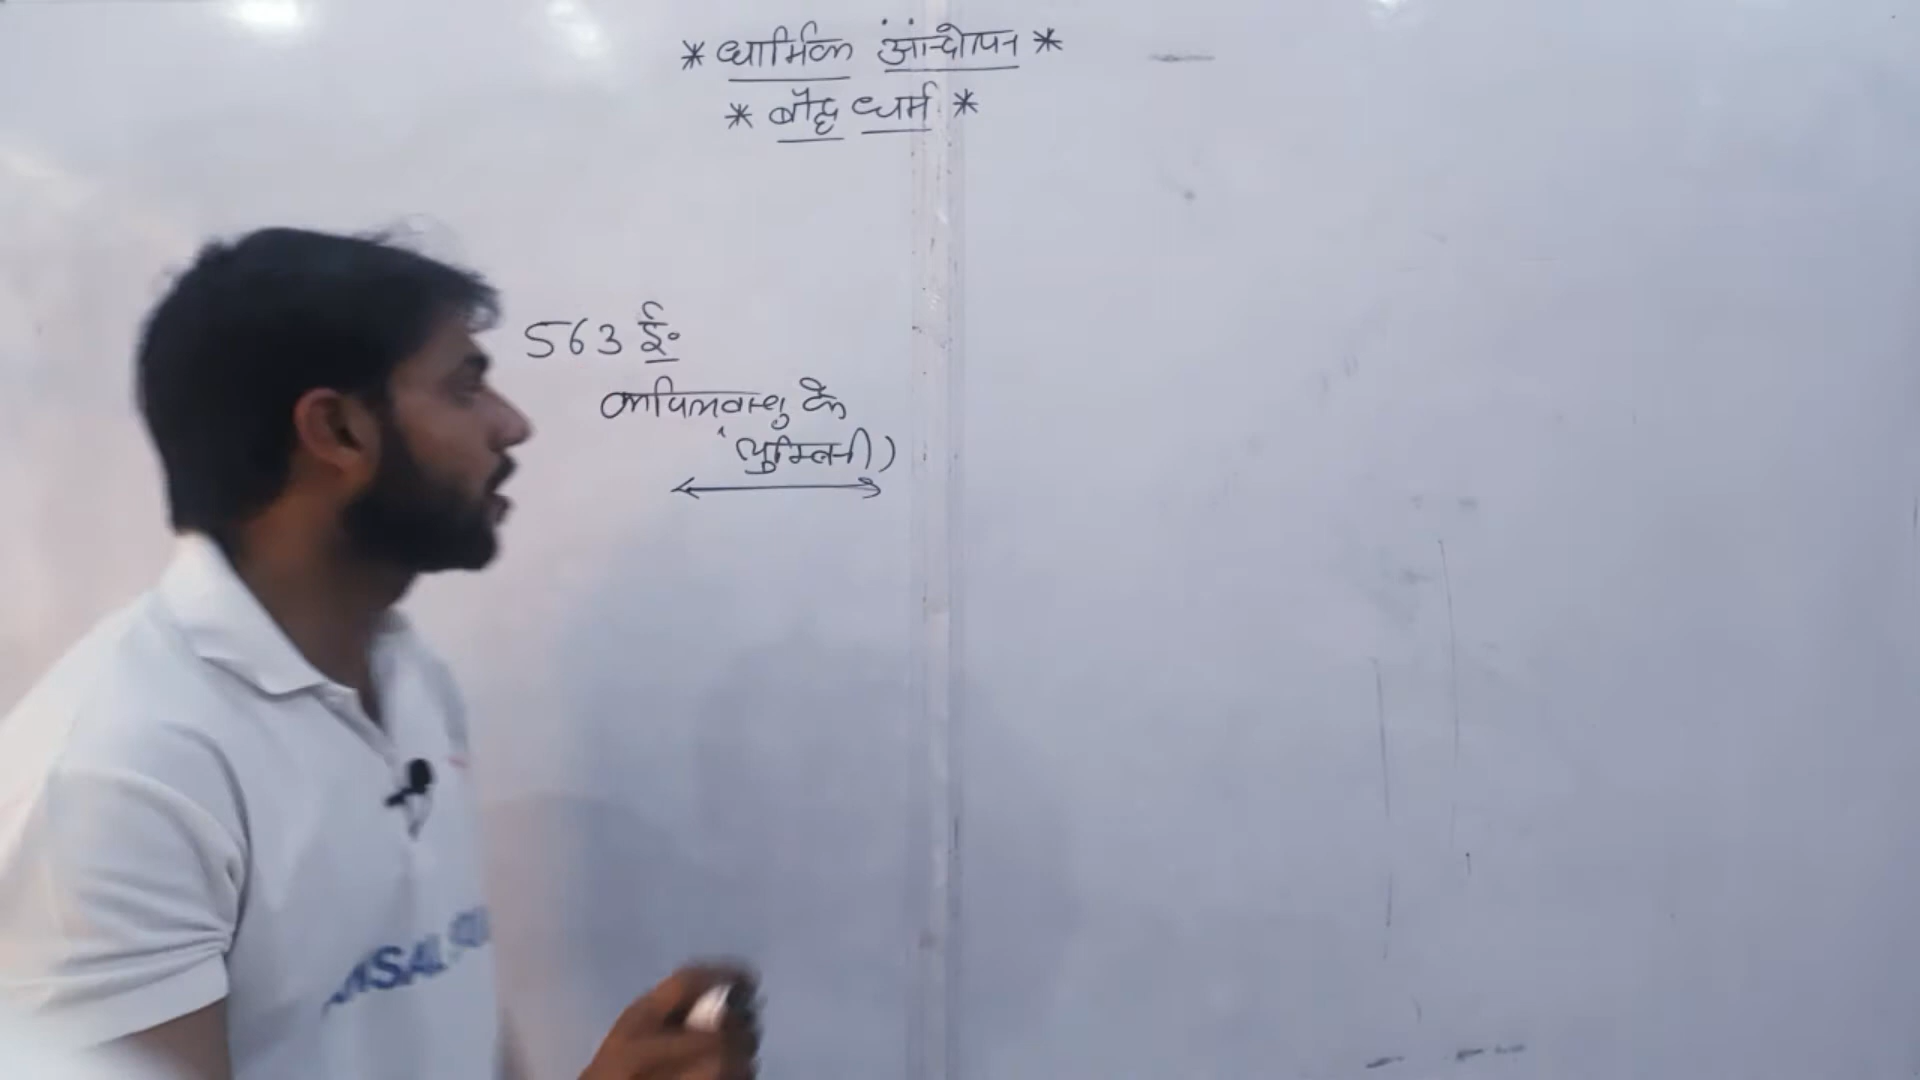 * धार्मिक आंदोलन *
* बौद्ध धर्म *
563 ई०
कपिलवस्तु के
लुम्बिनी)